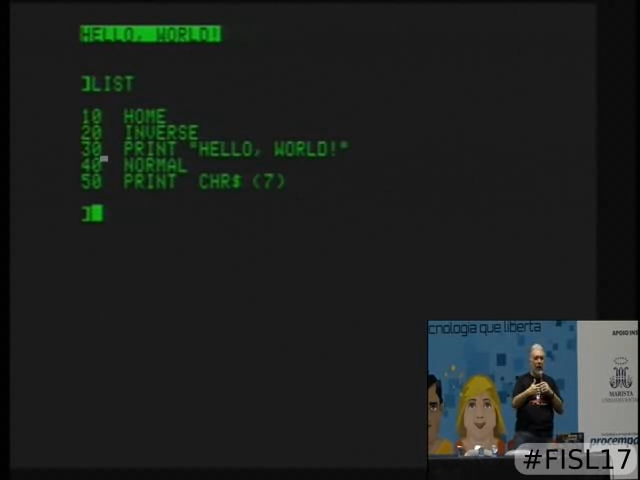 HELLO, WORLD!
]LIST
10 HOME
20 INVERSE
30 PRINT "HELLO, WORLD!"
40 NORMAL
50 PRINT CHR$ (7)
]
cnologia que liberta
APOIO INS
MARISTA
procempa
#FISL17